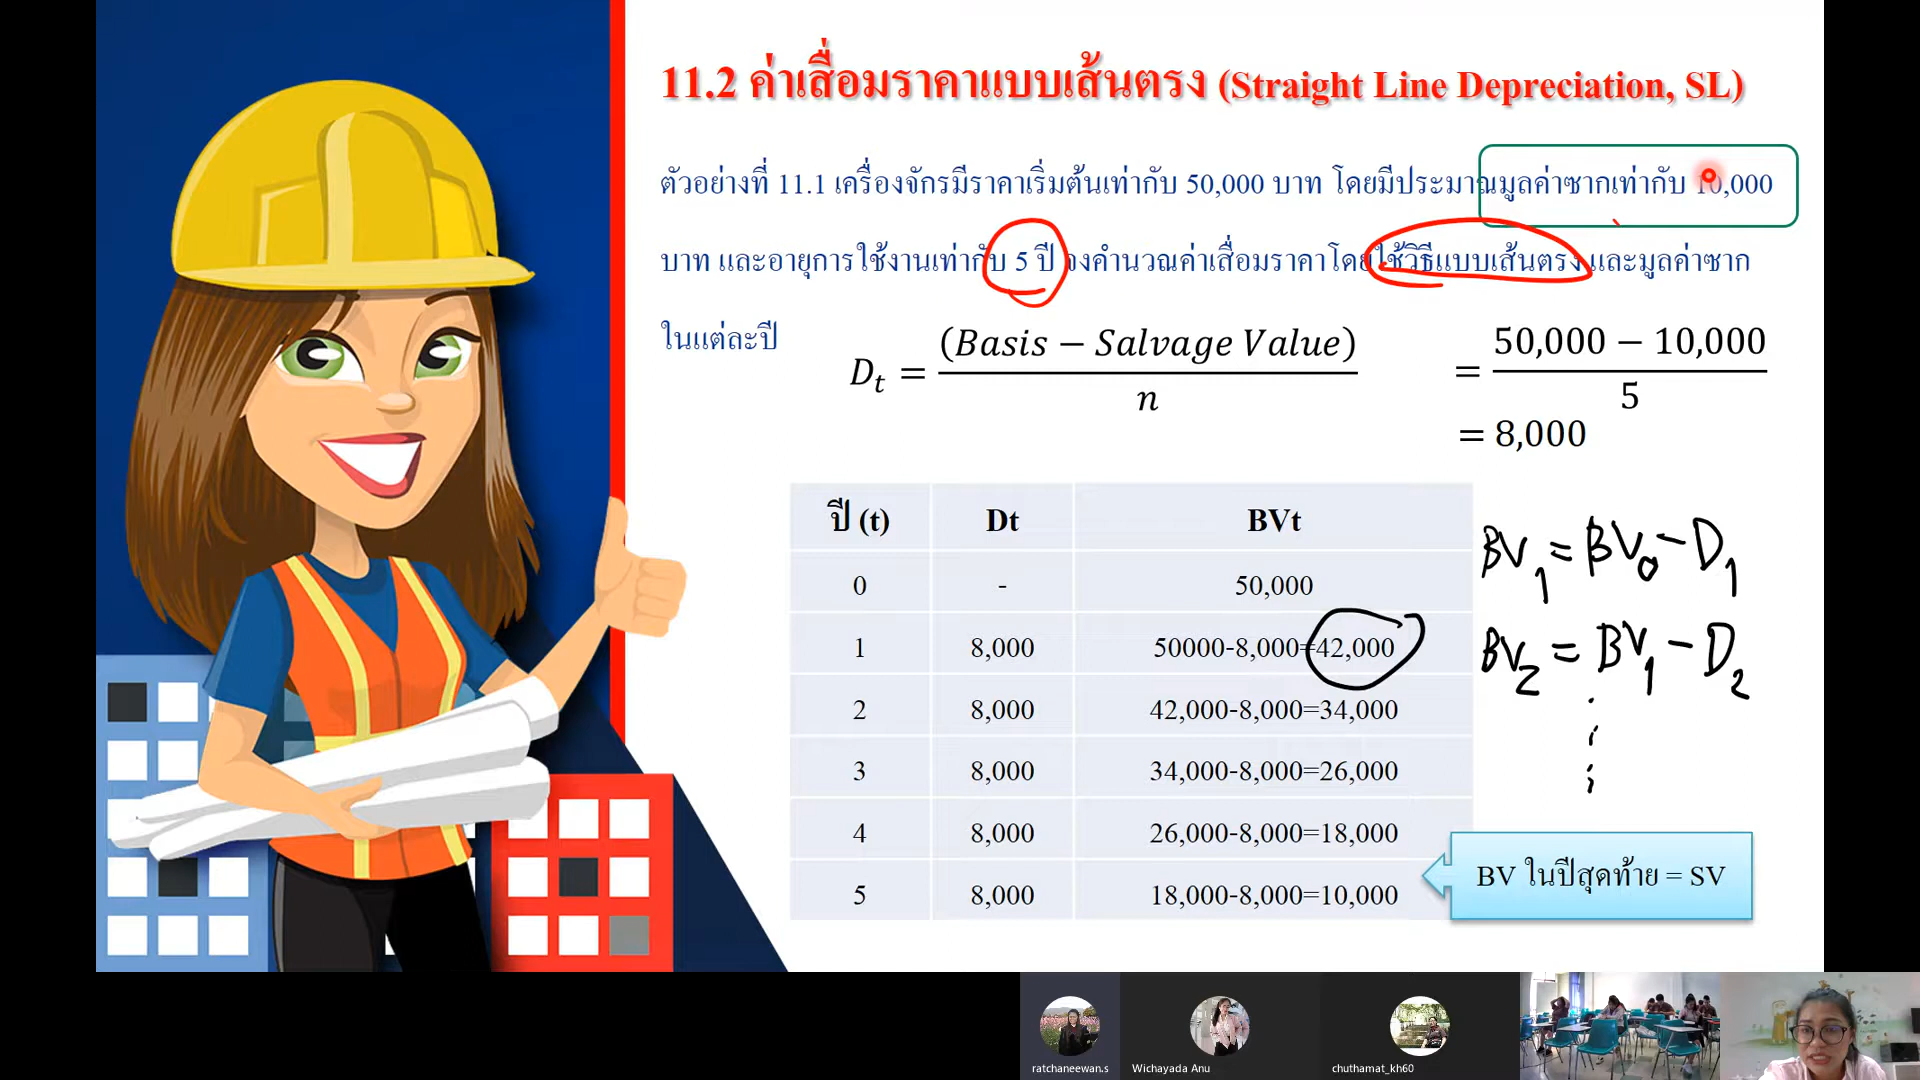 11.2 ค่าเสื่อมราคาแบบเส้นตรง (Straight Line Depreciation, SL)
ตัวอย่างที่ 11.1 เครื่องจักรมีราคาเริ่มต้นเท่ากับ 50,000 บาท โดยมีประมาณมูลค่าซากเท่ากับ 10,000
บาท และอายุการใช้งานเท่ากับ 5 ปี จงคำนวณค่าเสื่อมราคาโดยใช้วิธีแบบเส้นตรง และมูลค่าซาก
ในแต่ละปี
Dt = (Basis − Salvage Value) / n = 50,000 − 10,000 / 5
= 8,000
ปี (t) Dt BVt
0 - 50,000
1 8,000 50000-8,000=42,000
2 8,000 42,000-8,000=34,000
3 8,000 34,000-8,000=26,000
4 8,000 26,000-8,000=18,000
5 8,000 18,000-8,000=10,000
BV1 = BV0 - D1
BV2 = BV1 - D2
BV ในปีสุดท้าย = SV
ratchaneewan.s
Wichayada Anu
chuthamat_kh60